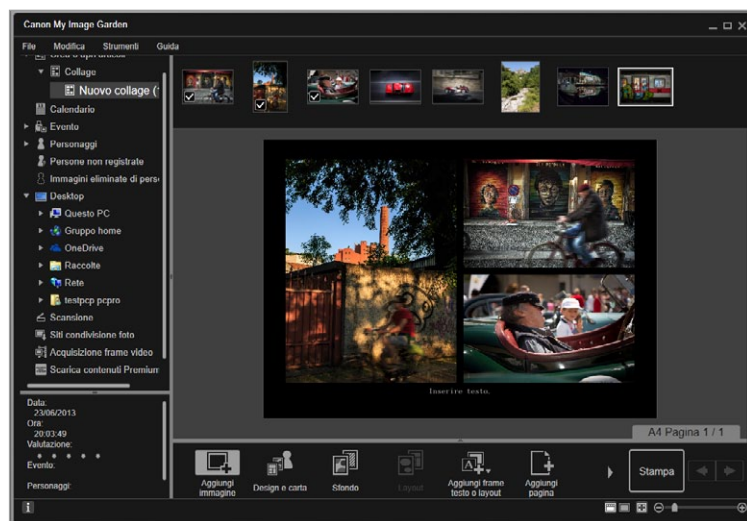 Canon My Image Garden
File Modifica Strumenti Guida
Collage
Nuovo collage (
Calendario
Evento
Personaggi
Persone non registrate
Immagini eliminate di pers
Desktop
Questo PC
Gruppo home
OneDrive
Raccolte
Rete
testpcp pcpro
Scansione
Siti condivisione foto
Acquisizione frame video
Scarica contenuti Premium
Inserire testo.
Data:
23/06/2013
Ora:
20:03:49
Valutazione:
Evento:
Personaggi:
A4 Pagina 1 / 1
Aggiungi immagine
Design e carta
Sfondo
Layout
Aggiungi frame testo o layout
Aggiungi pagina
Stampa